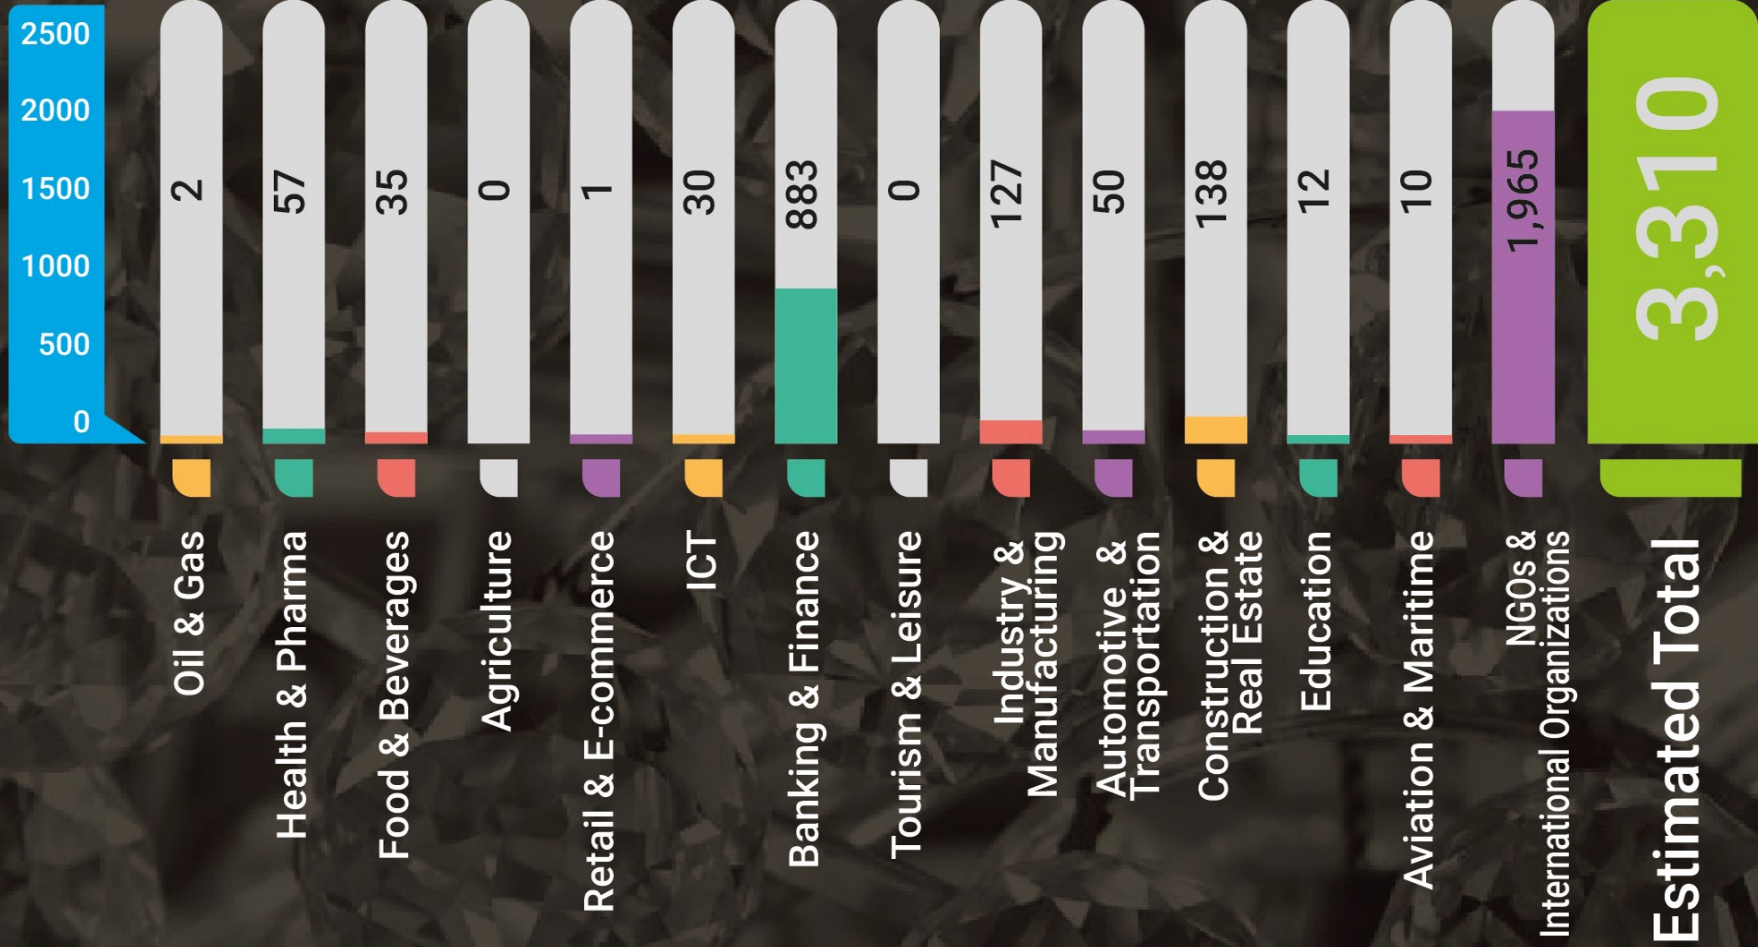 2500
2000
1500
1000
500
0
2
57
35
0
1
30
883
0
127
50
138
12
10
1,965
3,310
Oil & Gas
Health & Pharma
Food & Beverages
Agriculture
Retail & E-commerce
ICT
Banking & Finance
Tourism & Leisure
Industry &
Manufacturing
Automotive &
Transportation
Construction &
Real Estate
Education
Aviation & Maritime
NGOs &
International Organizations
Estimated Total